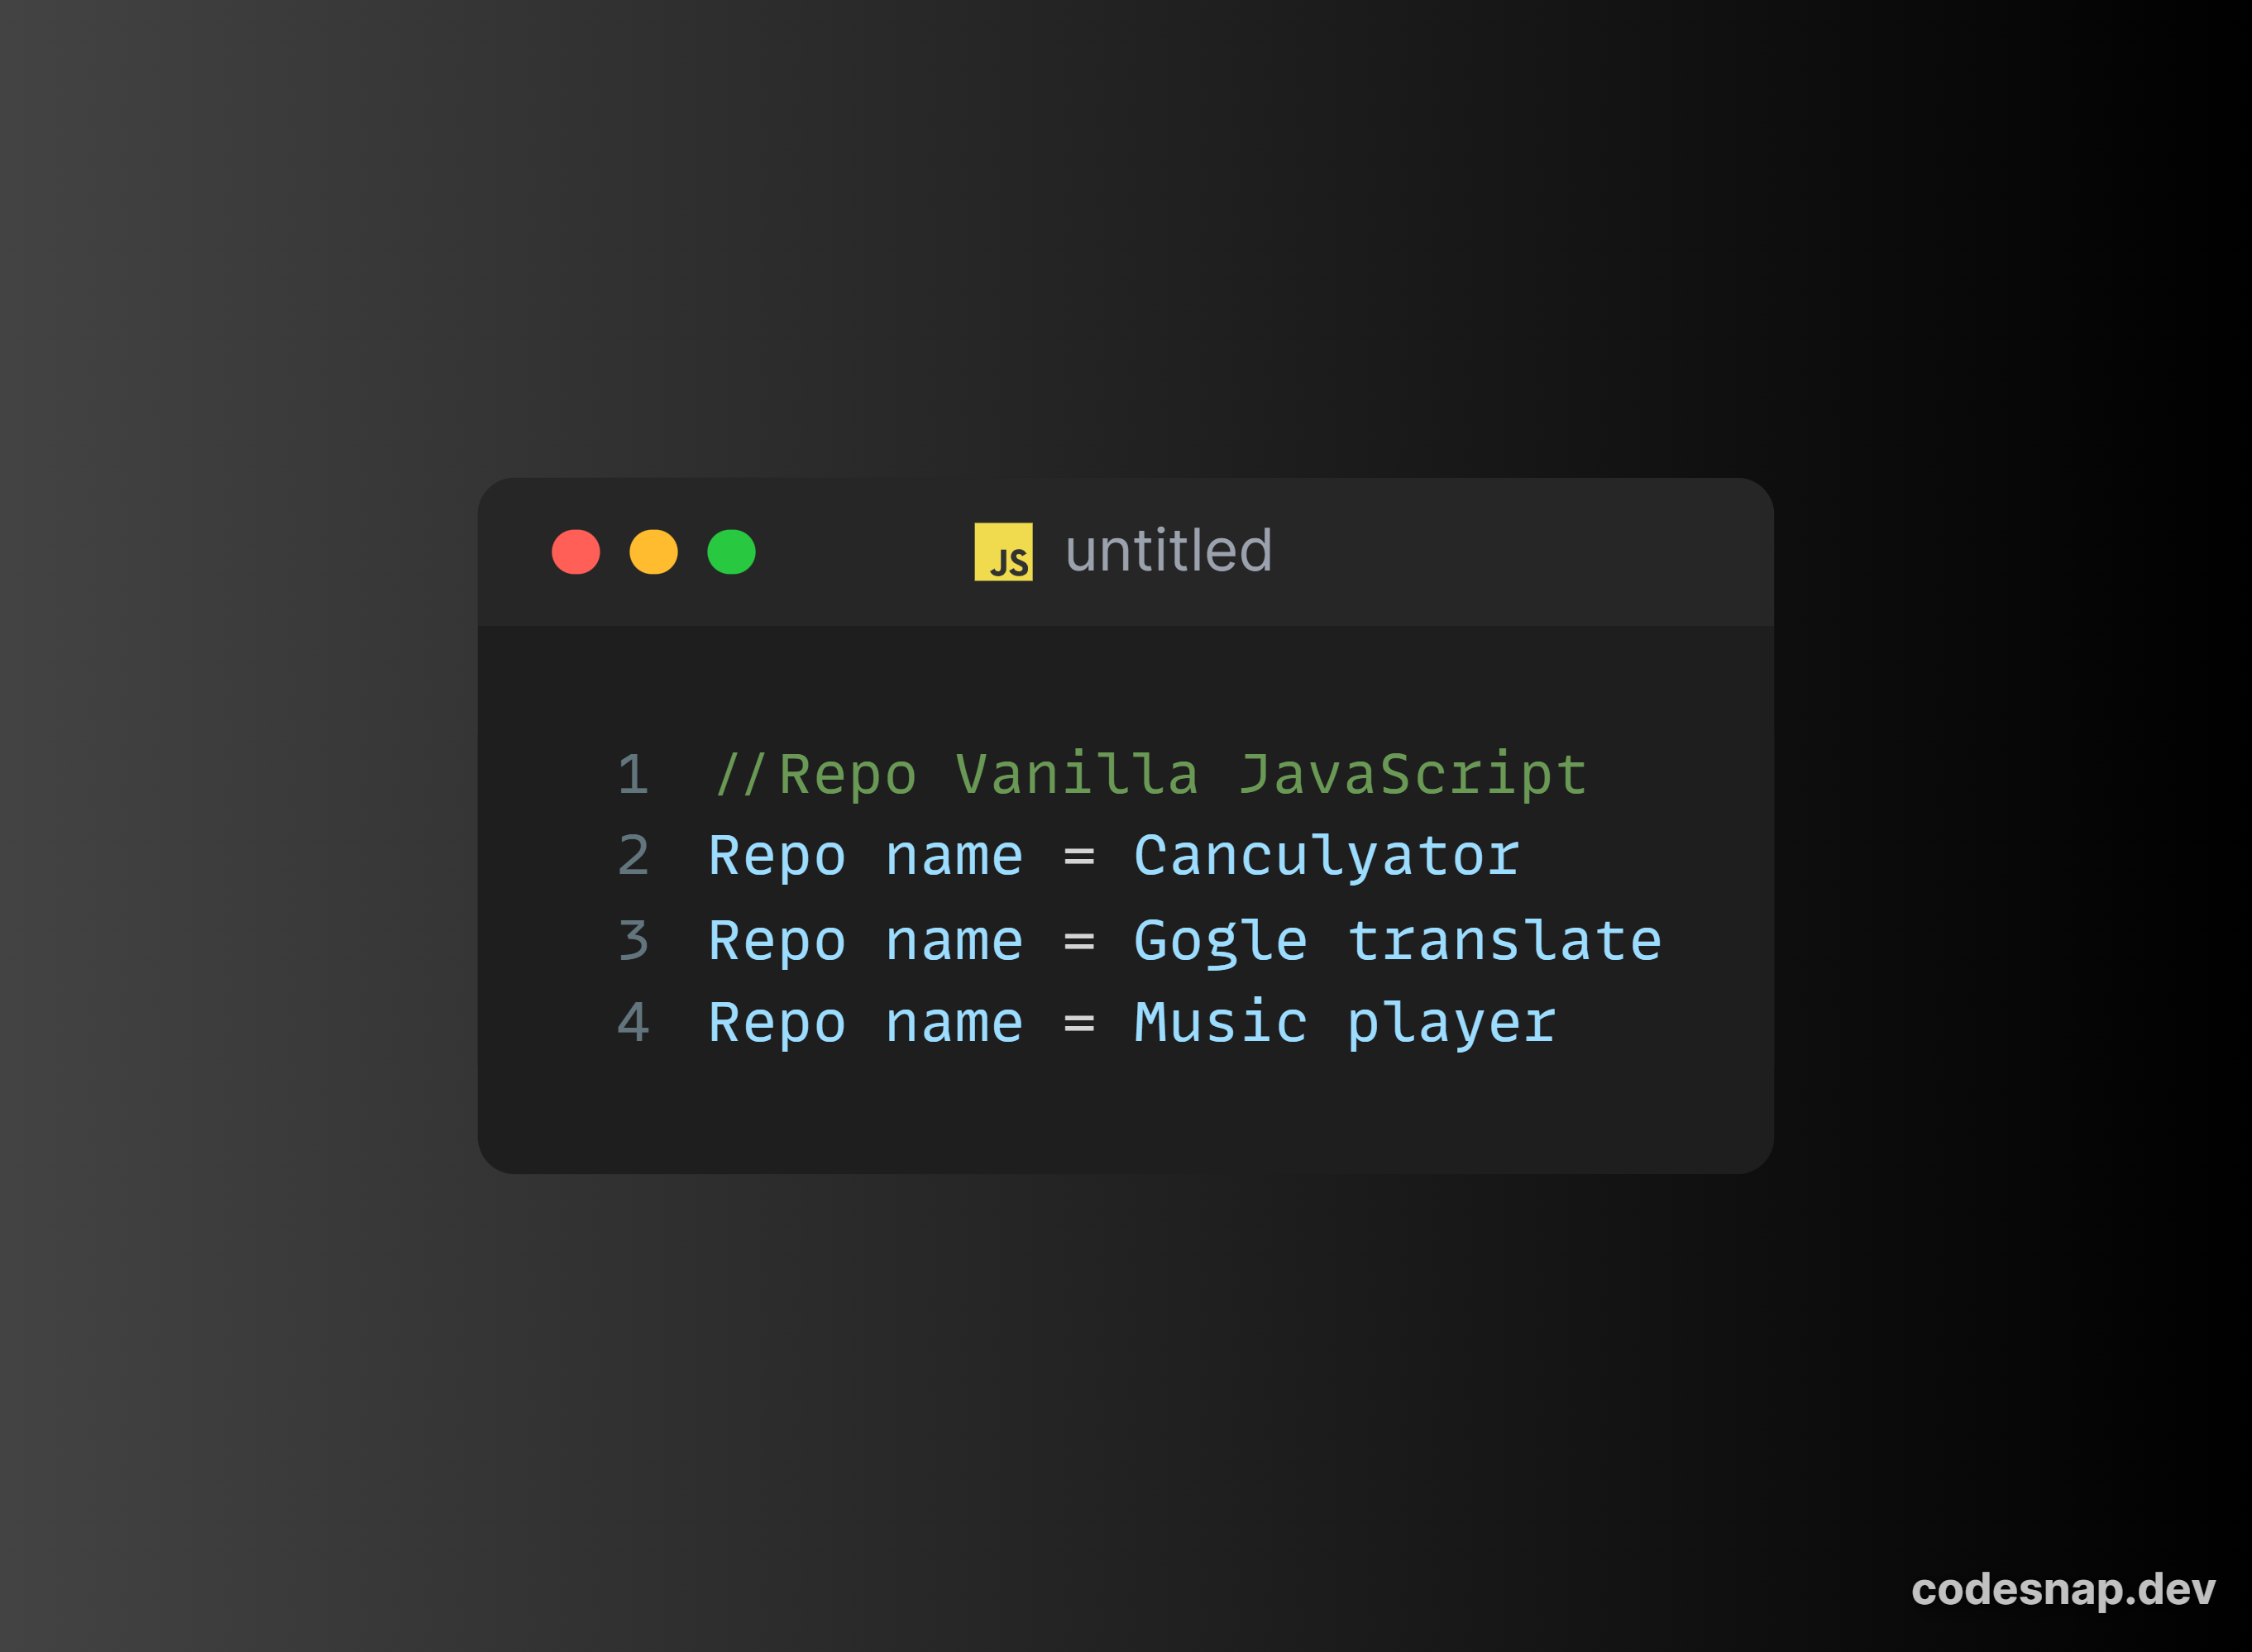 JS untitled
1 //Repo Vanilla JavaScript
2 Repo name = Canculyator
3 Repo name = Gogle translate
4 Repo name = Music player
codesnap.dev